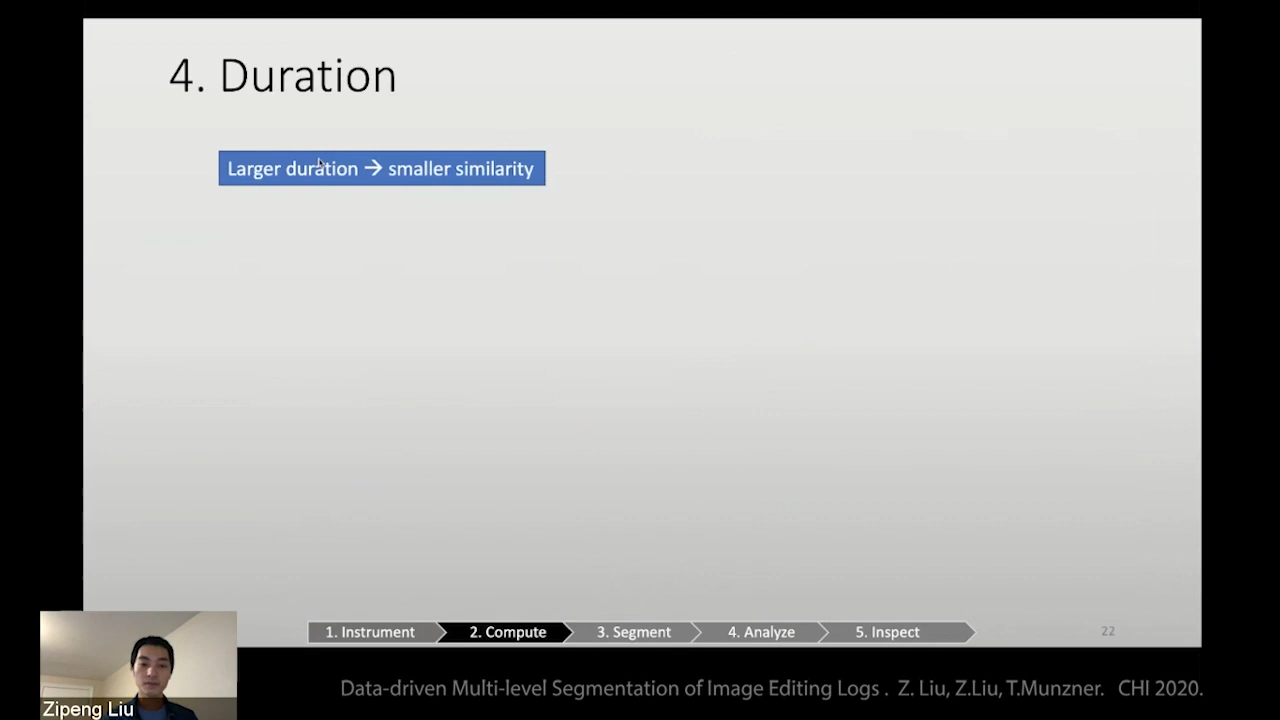 4. Duration
Larger duration → smaller similarity
1. Instrument
2. Compute
3. Segment
4. Analyze
5. Inspect
22
Zipeng Liu
Data-driven Multi-level Segmentation of Image Editing Logs . Z. Liu, Z.Liu, T.Munzner. CHI 2020.